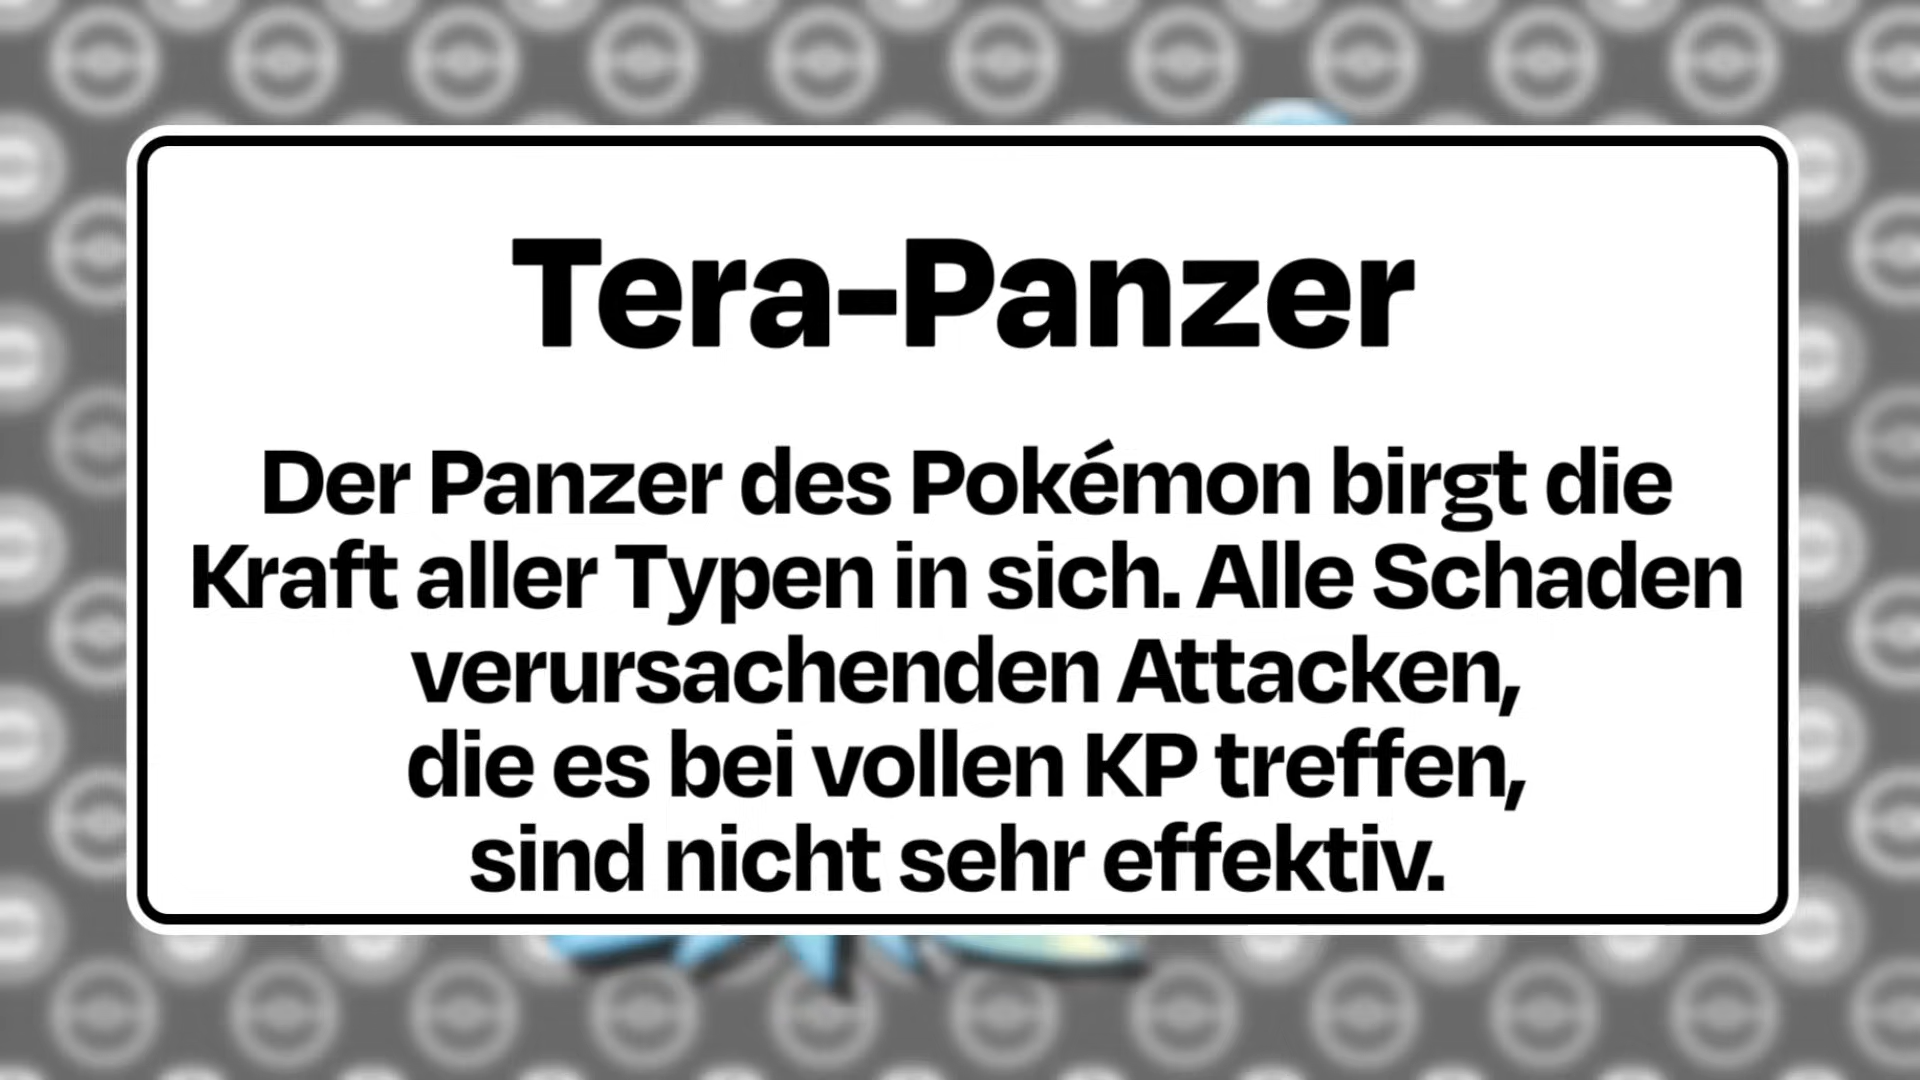 Tera-Panzer
Der Panzer des Pokémon birgt die
Kraft aller Typen in sich. Alle Schaden
verursachenden Attacken,
die es bei vollen KP treffen,
sind nicht sehr effektiv.